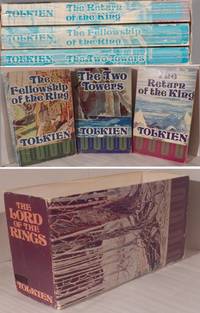 TOLKIEN
The Return
of the King
TOLKIEN
The Fellowship
of the Ring
TOLKIEN
The Two Towers
The Fellowship
of the Ring
TOLKIEN
The Two
Towers
TOLKIEN
Return
of the King
TOLKIEN
THE
LORD OF
THE
RINGS
TOLKIEN